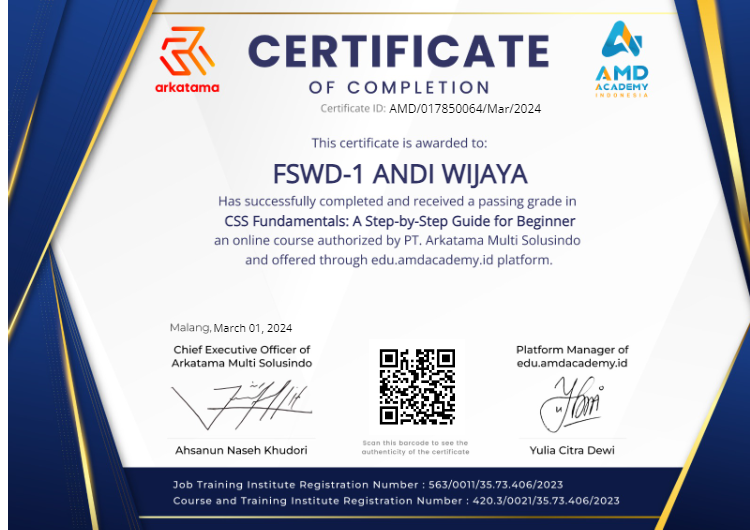 arkatama
CERTIFICATE
OF COMPLETION
AMD
ACADEMY
INDONESIA
Certificate ID: AMD/017850064/Mar/2024
This certificate is awarded to:
FSWD-1 ANDI WIJAYA
Has successfully completed and received a passing grade in
CSS Fundamentals: A Step-by-Step Guide for Beginner
an online course authorized by PT. Arkatama Multi Solusindo
and offered through edu.amdacademy.id platform.
Malang, March 01, 2024
Chief Executive Officer of
Arkatama Multi Solusindo
Ahsanun Naseh Khudori
Scan this barcode to see the
authenticity of the certificate
Platform Manager of
edu.amdacademy.id
Yulia Citra Dewi
Job Training Institute Registration Number : 563/0011/35.73.406/2023
Course and Training Institute Registration Number : 420.3/0021/35.73.406/2023